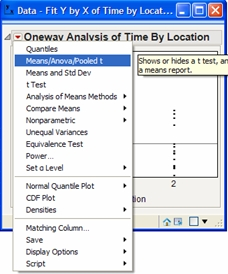 Data - Fit Y by X of Time by Locat...
Oneway Analysis of Time By Location
Quantiles
Means/Anova/Pooled t
Shows or hides a t test, an
a means report.
Means and Std Dev
t Test
Analysis of Means Methods
Compare Means
Nonparametric
Unequal Variances
Equivalence Test
Power...
Set a Level
2
Normal Quantile Plot
tion
CDF Plot
Densities
Matching Column...
Save
Display Options
Script